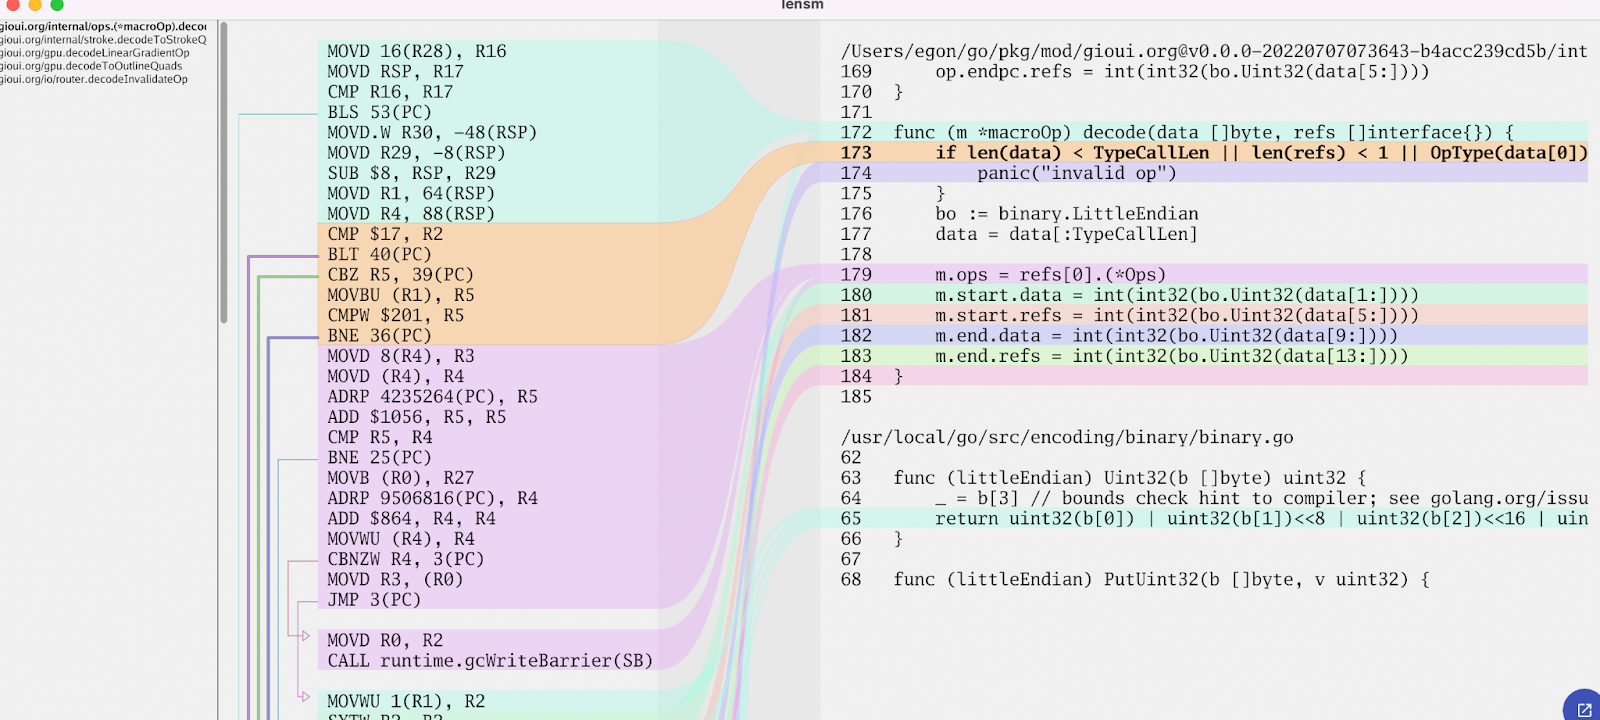 lensm
gioui.org/internal/ops.(*macroOp).deco
gioui.org/internal/stroke.decodeToStrokeQ
gioui.org/gpu.decodeLinearGradientOp
gioui.org/gpu.decodeToOutlineQuads
gioui.org/io/router.decodeInvalidateOp
MOVD 16(R28), R16
MOVD RSP, R17
CMP R16, R17
BLS 53(PC)
MOVD.W R30, -48(RSP)
MOVD R29, -8(RSP)
SUB $8, RSP, R29
MOVD R1, 64(RSP)
MOVD R4, 88(RSP)
CMP $17, R2
BLT 40(PC)
CBZ R5, 39(PC)
MOVBU (R1), R5
CMPW $201, R5
BNE 36(PC)
MOVD 8(R4), R3
MOVD (R4), R4
ADRP 4235264(PC), R5
ADD $1056, R5, R5
CMP R5, R4
BNE 25(PC)
MOVB (R0), R27
ADRP 9506816(PC), R4
ADD $864, R4, R4
MOVWU (R4), R4
CBNZW R4, 3(PC)
MOVD R3, (R0)
JMP 3(PC)
MOVD R0, R2
CALL runtime.gcWriteBarrier(SB)
MOVWU 1(R1), R2
/Users/egon/go/pkg/mod/gioui.org@v0.0.0-20220707073643-b4acc239cd5b/int
169 op.endpc.refs = int(int32(bo.Uint32(data[5:])))
170 }
171
172 func (m *macroOp) decode(data []byte, refs []interface{}) {
173 if len(data) < TypeCallLen || len(refs) < 1 || OpType(data[0])
174 panic("invalid op")
175 }
176 bo := binary.LittleEndian
177 data = data[:TypeCallLen]
178
179 m.ops = refs[0].(*Ops)
180 m.start.data = int(int32(bo.Uint32(data[1:])))
181 m.start.refs = int(int32(bo.Uint32(data[5:])))
182 m.end.data = int(int32(bo.Uint32(data[9:])))
183 m.end.refs = int(int32(bo.Uint32(data[13:])))
184 }
185
/usr/local/go/src/encoding/binary/binary.go
62
63 func (littleEndian) Uint32(b []byte) uint32 {
64 _ = b[3] // bounds check hint to compiler; see golang.org/issu
65 return uint32(b[0]) | uint32(b[1])<<8 | uint32(b[2])<<16 | uin
66 }
67
68 func (littleEndian) PutUint32(b []byte, v uint32) {